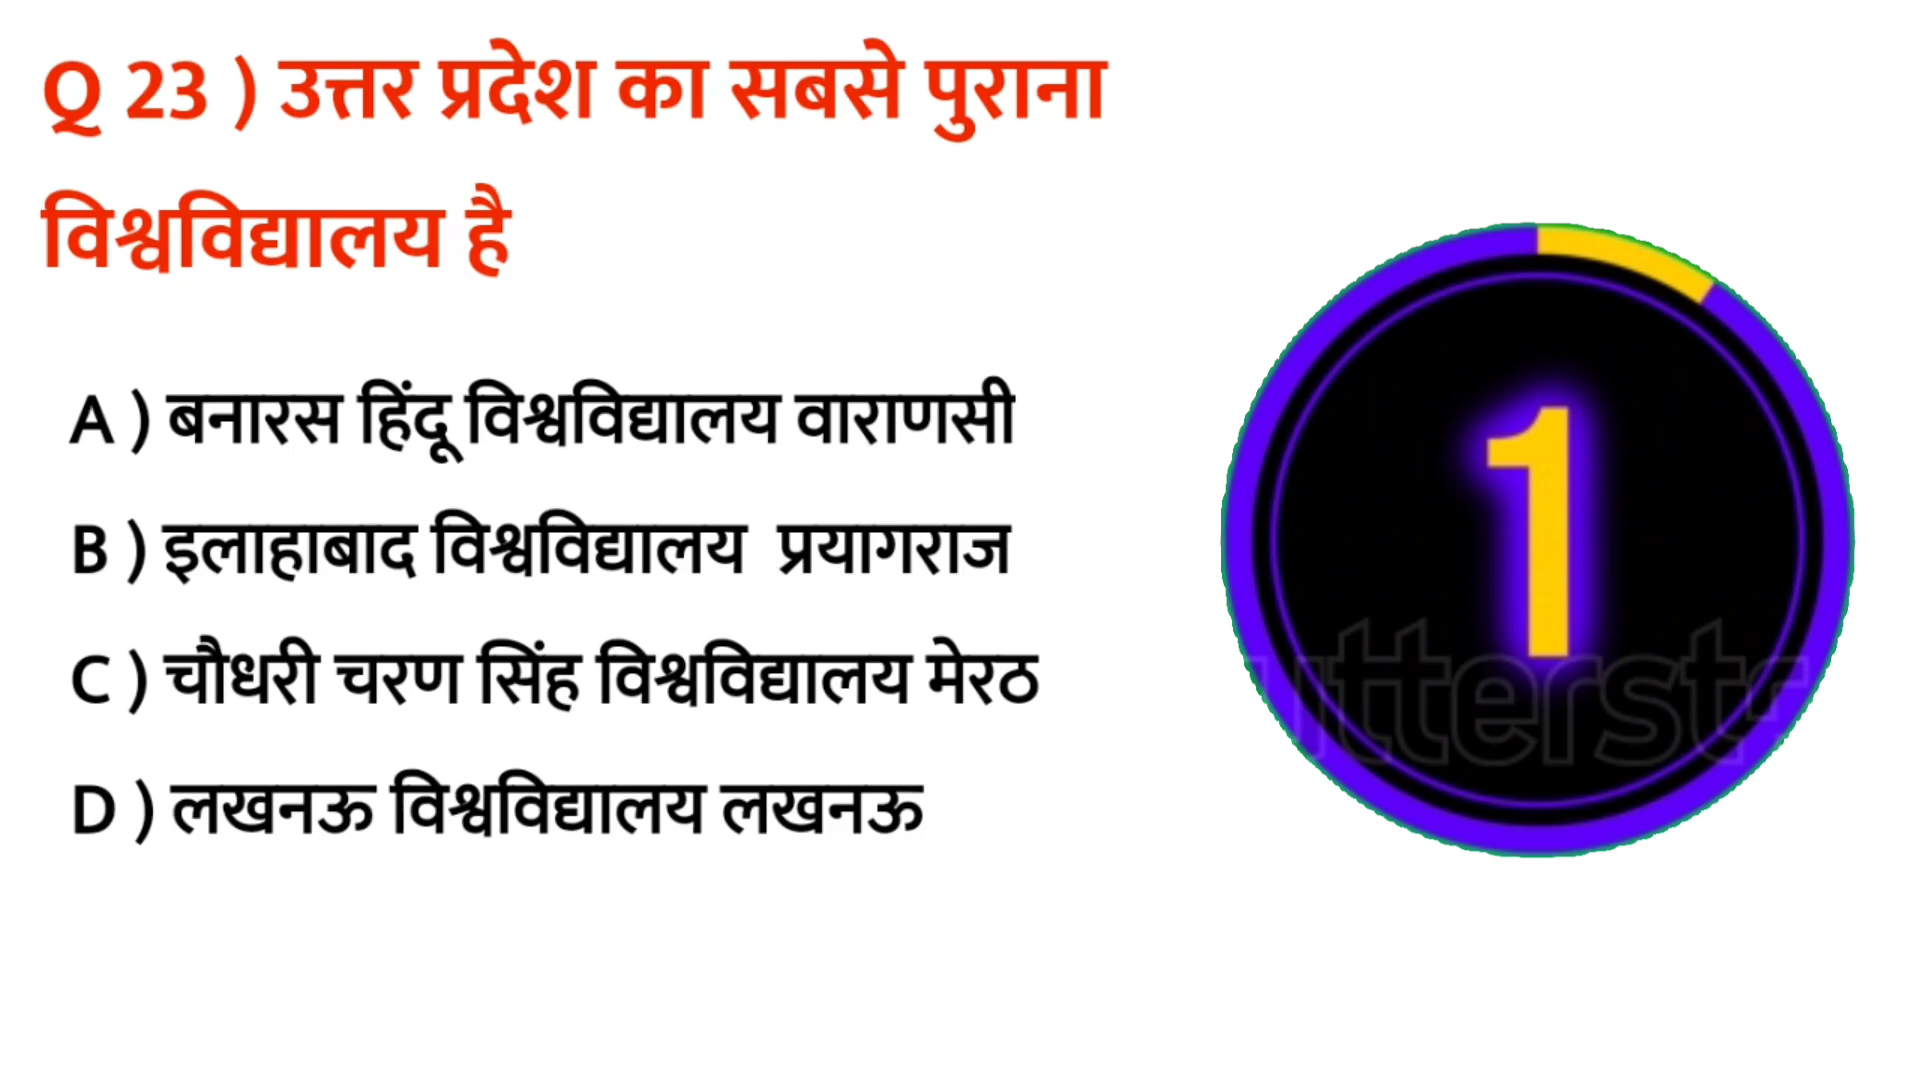 Q 23 ) उत्तर प्रदेश का सबसे पुराना
विश्वविद्यालय है
A ) बनारस हिंदू विश्वविद्यालय वाराणसी
B ) इलाहाबाद विश्वविद्यालय प्रयागराज
C ) चौधरी चरण सिंह विश्वविद्यालय मेरठ
D ) लखनऊ विश्वविद्यालय लखनऊ
1